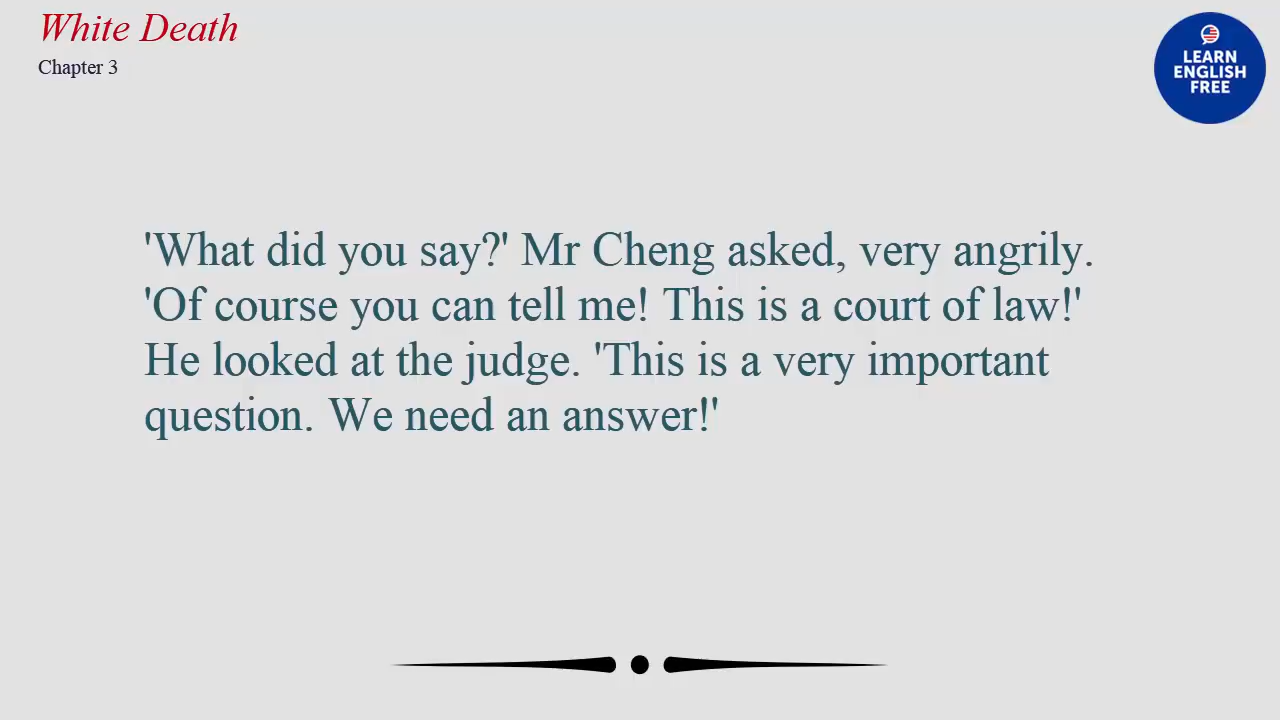 White Death
Chapter 3
LEARN
ENGLISH
FREE
'What did you say?' Mr Cheng asked, very angrily.
'Of course you can tell me! This is a court of law!'
He looked at the judge. 'This is a very important
question. We need an answer!'